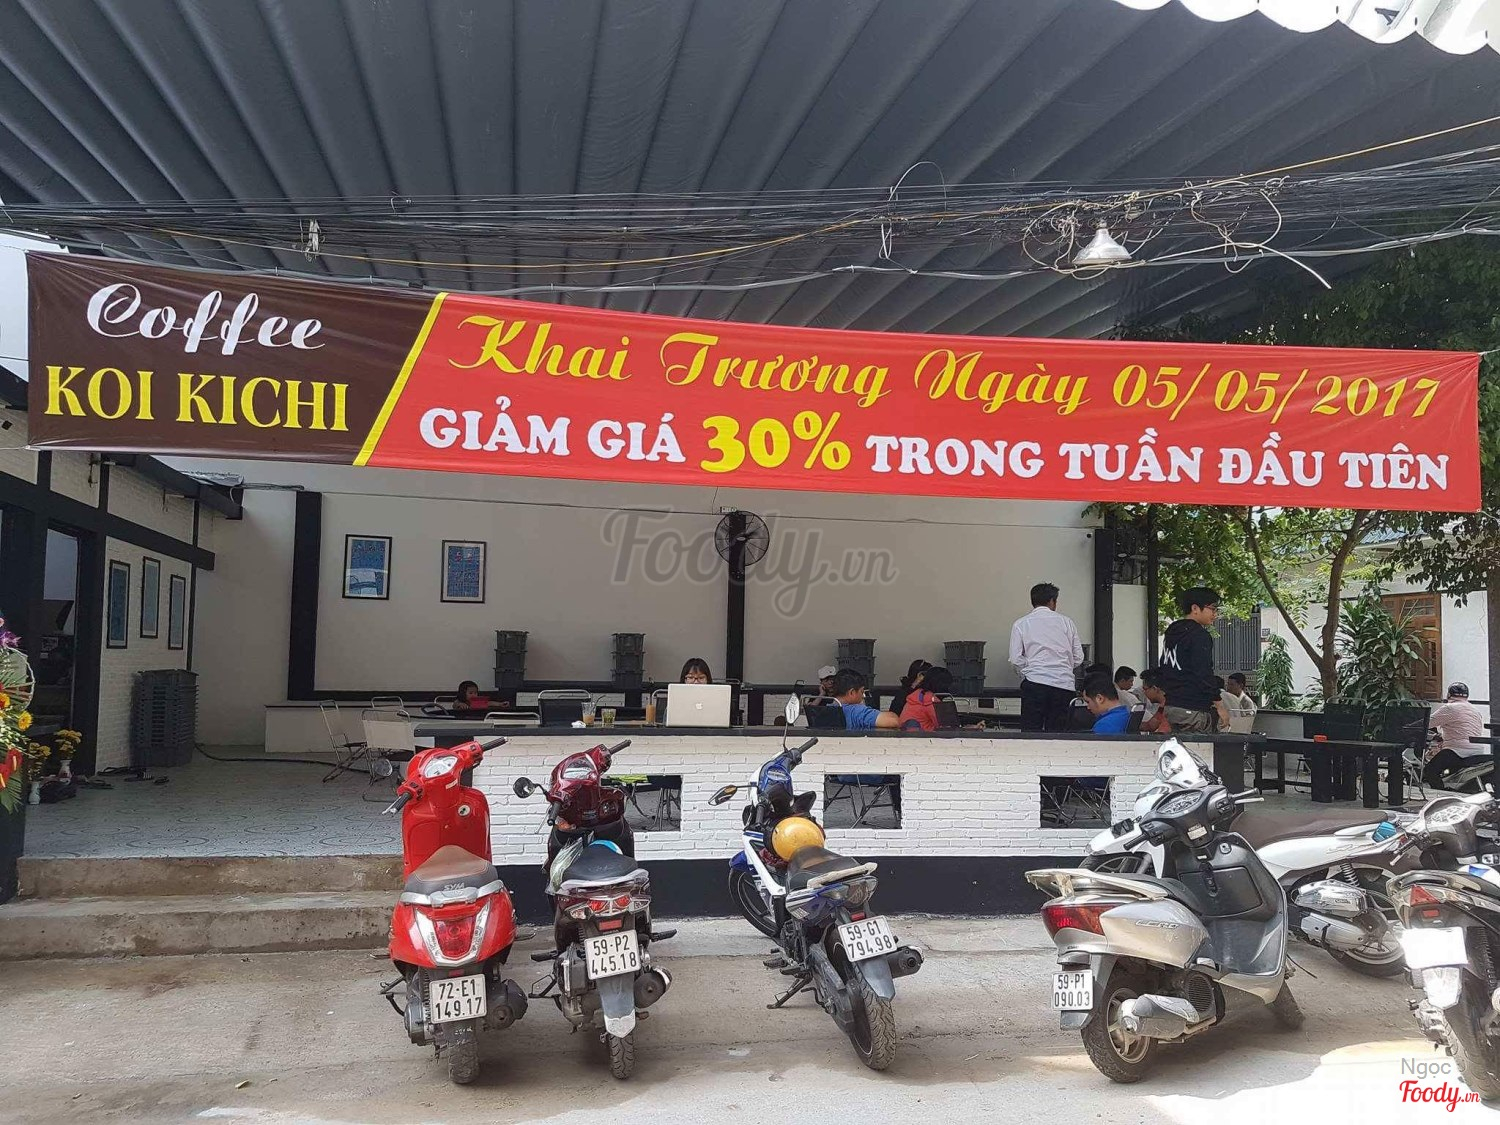 Coffee
KOI KICHI
Khai Trương Ngày 05/05/2017
GIẢM GIÁ 30% TRONG TUẦN ĐẦU TIÊN
Foody.vn
SYM
72-E1
149.17
59-P2
445.18
59-G1
794.98
59-P1
090.03
Ngọc
Foody.vn